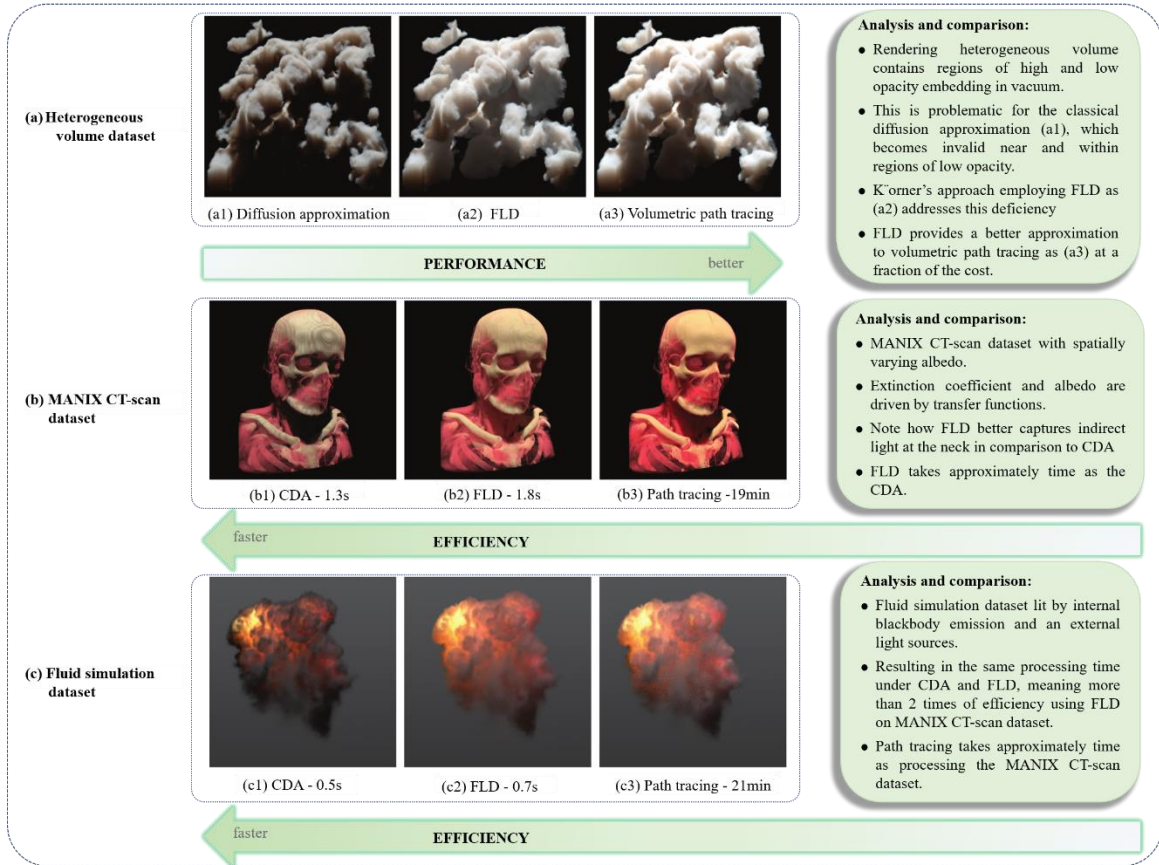 (a) Heterogeneous
volume dataset
(a1) Diffusion approximation
(a2) FLD
(a3) Volumetric path tracing
PERFORMANCE
better
Analysis and comparison:
● Rendering heterogeneous volume
contains regions of high and low
opacity embedding in vacuum.
● This is problematic for the classical
diffusion approximation (a1), which
becomes invalid near and within
regions of low opacity.
● K¨orner’s approach employing FLD as
(a2) addresses this deficiency
● FLD provides a better approximation
to volumetric path tracing as (a3) at a
fraction of the cost.
(b) MANIX CT-scan
dataset
(b1) CDA - 1.3s
(b2) FLD - 1.8s
(b3) Path tracing -19min
Analysis and comparison:
● MANIX CT-scan dataset with spatially
varying albedo.
● Extinction coefficient and albedo are
driven by transfer functions.
● Note how FLD better captures indirect
light at the neck in comparison to CDA
● FLD takes approximately time as the
CDA.
faster
EFFICIENCY
(c) Fluid simulation
dataset
(c1) CDA - 0.5s
(c2) FLD - 0.7s
(c3) Path tracing - 21min
Analysis and comparison:
● Fluid simulation dataset lit by internal
blackbody emission and an external
light sources.
● Resulting in the same processing time
under CDA and FLD, meaning more
than 2 times of efficiency using FLD
on MANIX CT-scan dataset.
● Path tracing takes approximately time
as processing the MANIX CT-scan
dataset.
faster
EFFICIENCY